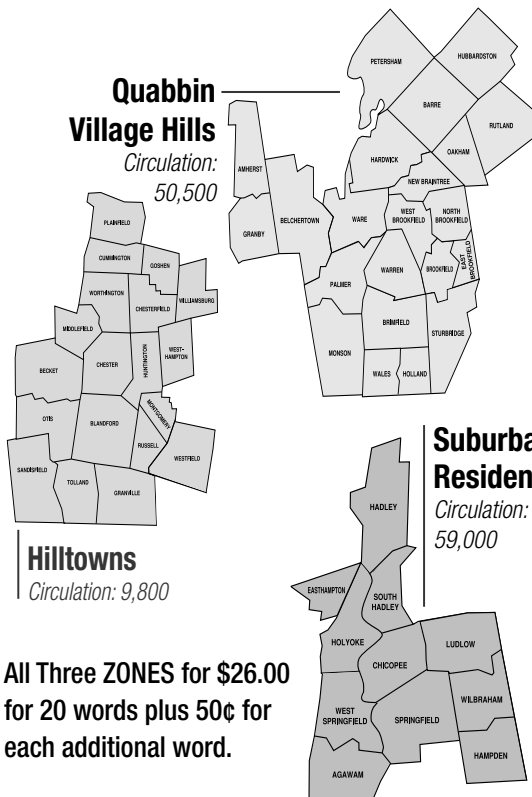 Quabbin
Village Hills
Circulation:
50,500
PETERSHAM
HUBBARDSTON
BARRE
RUTLAND
OAKHAM
HARDWICK
NEW BRAINTREE
AMHERST
GRANBY
BELCHERTOWN
WARE
WEST
BROOKFIELD
NORTH
BROOKFIELD
EAST
BROOKFIELD
BROOKFIELD
WARREN
PALMER
BRIMFIELD
STURBRIDGE
MONSON
WALES
HOLLAND
PLAINFIELD
CUMMINGTON
GOSHEN
WORTHINGTON
CHESTERFIELD
WILLIAMSBURG
MIDDLEFIELD
BECKET
CHESTER
HUNTINGTON
WEST-
HAMPTON
OTIS
BLANDFORD
MONTGOMERY
RUSSELL
WESTFIELD
SANDISFIELD
TOLLAND
GRANVILLE
Hilltowns
Circulation: 9,800
Suburba
Residen
Circulation:
59,000
HADLEY
EASTHAMPTON
SOUTH
HADLEY
HOLYOKE
CHICOPEE
LUDLOW
WEST
SPRINGFIELD
SPRINGFIELD
WILBRAHAM
HAMPDEN
AGAWAM
All Three ZONES for $26.00
for 20 words plus 50¢ for
each additional word.